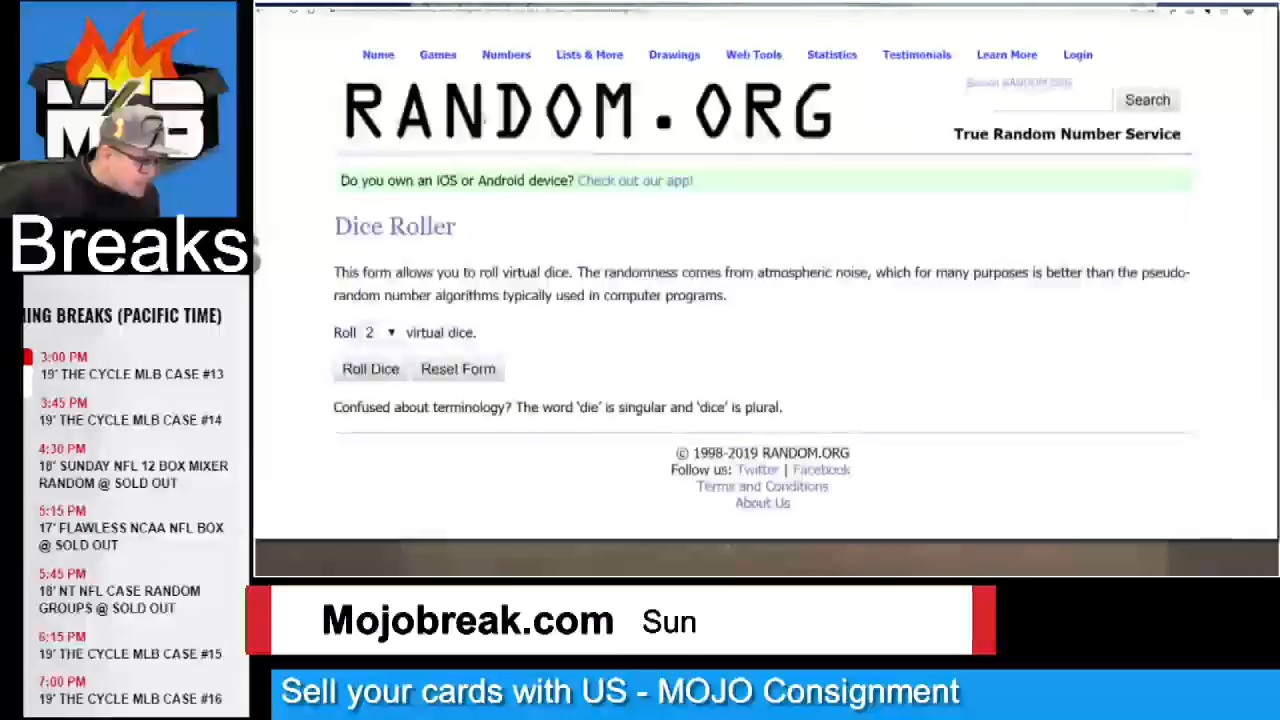 Home Games Numbers Lists & More Drawings Web Tools Statistics Testimonials Learn More Login
RANDOM.ORG
Search RANDOM.ORG
Search
True Random Number Service
Do you own an iOS or Android device? Check out our app!
Dice Roller
This form allows you to roll virtual dice. The randomness comes from atmospheric noise, which for many purposes is better than the pseudo-
random number algorithms typically used in computer programs.
Roll 2 virtual dice.
Roll Dice Reset Form
Confused about terminology? The word 'die' is singular and 'dice' is plural.
© 1998-2019 RANDOM.ORG
Follow us: Twitter | Facebook
Terms and Conditions
About Us
Breaks
ING BREAKS (PACIFIC TIME)
3:00 PM
19' THE CYCLE MLB CASE #13
3:45 PM
19' THE CYCLE MLB CASE #14
4:30 PM
18' SUNDAY NFL 12 BOX MIXER
RANDOM @ SOLD OUT
5:15 PM
17' FLAWLESS NCAA NFL BOX
@ SOLD OUT
5:45 PM
18' NT NFL CASE RANDOM
GROUPS @ SOLD OUT
6:15 PM
19' THE CYCLE MLB CASE #15
7:00 PM
19' THE CYCLE MLB CASE #16
Mojobreak.com Sun
Sell your cards with US - MOJO Consignment